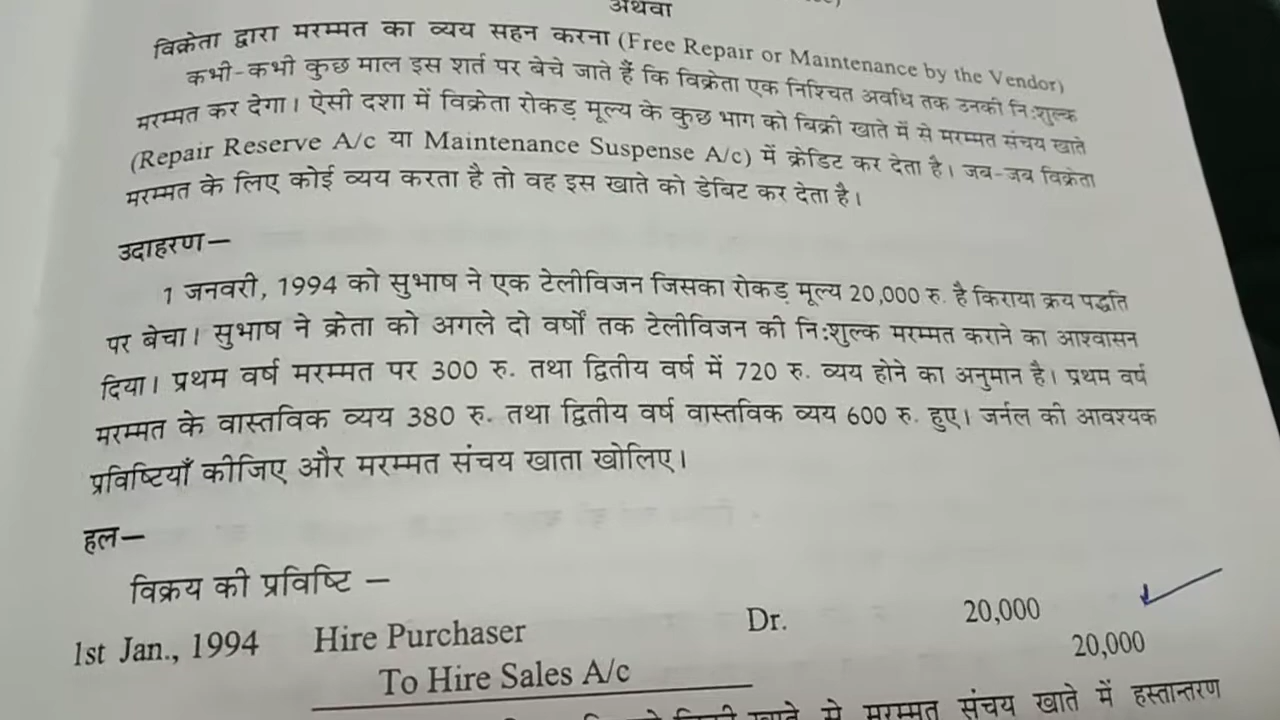 अथवा
विक्रेता द्वारा मरम्मत का व्यय सहन करना (Free Repair or Maintenance by the Vendor)
कभी-कभी कुछ माल इस शर्त पर बेचे जाते हैं कि विक्रेता एक निश्चित अवधि तक उनकी नि:शुल्क
मरम्मत कर देगा। ऐसी दशा में विक्रेता रोकड़ मूल्य के कुछ भाग को बिक्री खाते में से मरम्मत संचय खाते
(Repair Reserve A/c या Maintenance Suspense A/c) में क्रेडिट कर देता है। जब-जब विक्रेता
मरम्मत के लिए कोई व्यय करता है तो वह इस खाते को डेबिट कर देता है।
उदाहरण—
1 जनवरी, 1994 को सुभाष ने एक टेलीविजन जिसका रोकड़ मूल्य 20,000 रु. है किराया क्रय पद्धति
पर बेचा। सुभाष ने क्रेता को अगले दो वर्षों तक टेलीविजन की नि:शुल्क मरम्मत कराने का आश्वासन
दिया। प्रथम वर्ष मरम्मत पर 300 रु. तथा द्वितीय वर्ष में 720 रु. व्यय होने का अनुमान है। प्रथम वर्ष
मरम्मत के वास्तविक व्यय 380 रु. तथा द्वितीय वर्ष वास्तविक व्यय 600 रु. हुए। जर्नल की आवश्यक
प्रविष्टियाँ कीजिए और मरम्मत संचय खाता खोलिए।
हल—
विक्रय की प्रविष्टि —
1st Jan., 1994 Hire Purchaser Dr. 20,000
To Hire Sales A/c 20,000
खाते में मरम्मत संचय खाते में हस्तान्तरण